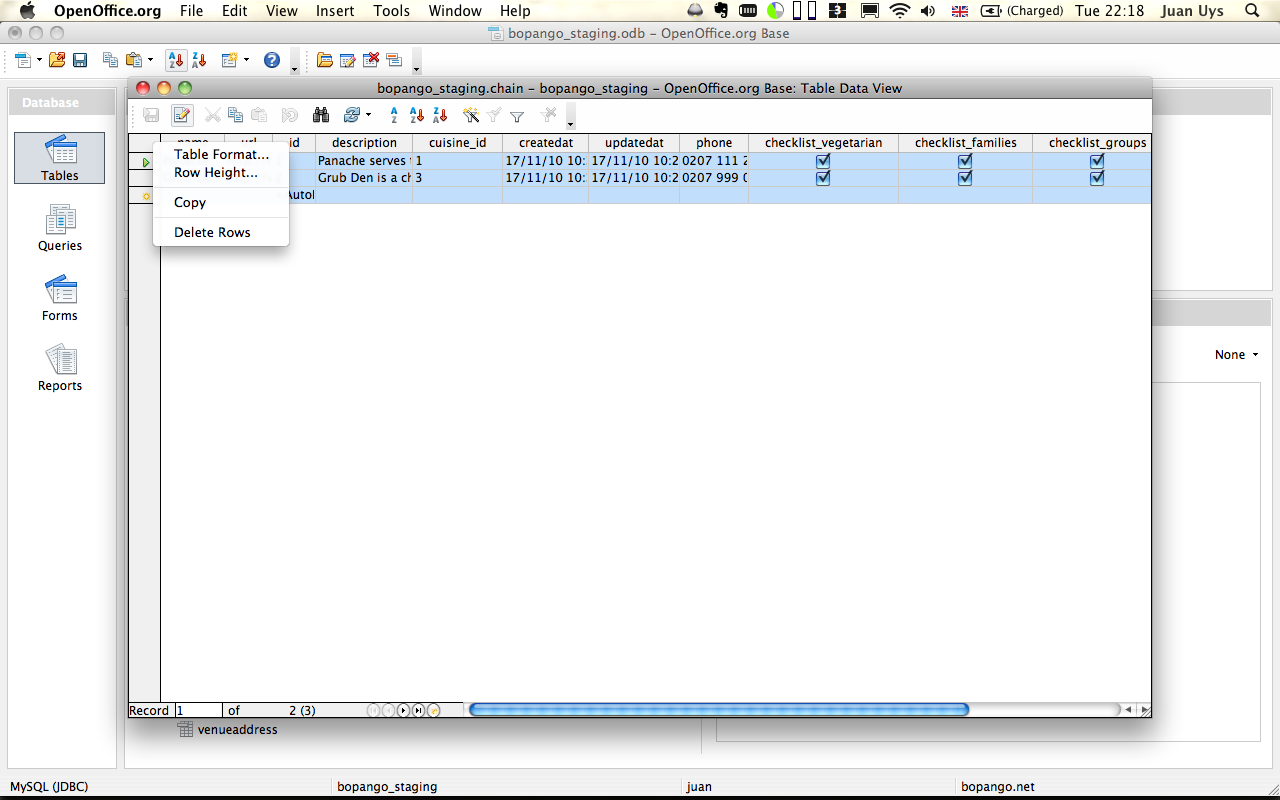 OpenOffice.org File Edit View Insert Tools Window Help (Charged) Tue 22:18 Juan Uys
bopango_staging.odb – OpenOffice.org Base
bopango_staging.chain – bopango_staging – OpenOffice.org Base: Table Data View
Database
Tables
Queries
Forms
Reports
id description cuisine_id createdat updatedat phone checklist_vegetarian checklist_families checklist_groups
Panache serves 1 17/11/10 10: 17/11/10 10:2 0207 111 2
Grub Den is a ch 3 17/11/10 10: 17/11/10 10:2 0207 999 0
Table Format...
Row Height...
Copy
Delete Rows
None
Record 1 of 2 (3)
venueaddress
MySQL (JDBC) bopango_staging juan bopango.net